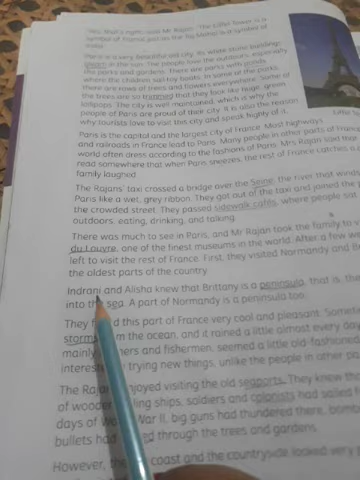 "Yes, that's right," said Mr Rajan. "The Eiffel Tower is a
symbol of France, just as the Taj Mahal is a symbol of
India."
Paris is a very beautiful old city. Its white stone buildings
gleam in the sun. The people love the outdoors, especially
the parks and gardens. There are parks with ponds
where the children sail toy boats. In some of the parks,
there are rows of trees and flowers everywhere. Some of
the trees are so trimmed that they look like huge, green
lollipops. The city is well maintained, which is why the
people of Paris are proud of their city. It is also the reason
why tourists love to visit this city and speak highly of it.
Eiffel To
Paris is the capital and the largest city of France. Most highways
and railroads in France lead to Paris. Many people in other parts of
world often dress according to the fashions of Paris. Mrs Rajan said that
read somewhere that when Paris sneezes, the rest of France catches
family laughed.
The Rajans' taxi crossed a bridge over the Seine, the river that winds
Paris like a wet, grey ribbon. They got out of the taxi and joined the
the crowded street. They passed sidewalk cafés, where people sat
outdoors, eating, drinking, and talking.
There was much to see in Paris, and Mr Rajan took the family to v
du Louvre, one of the finest museums in the world. After a few we
left to visit the rest of France. First, they visited Normandy and Br
the oldest parts of the country.
Indrani and Alisha knew that Brittany is a peninsula, that is, tha
into the sea. A part of Normandy is a peninsula too.
They this part of France very cool and pleasant. Someti
storms the ocean, and it rained a little almost every day
mainly and fishermen, seemed a little old-fashioned
interest trying new things, unlike the people in other po
The enjoyed visiting the old seaports. They knew th
of wooden ships, soldiers and colonists had sailed f
days of War II, big guns had thundered there, bomb
bullets had through the trees and gardens.
However, the coast and the countryside looked very p